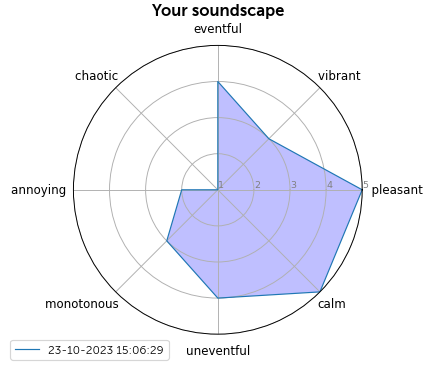 Your soundscape
eventful
chaotic
vibrant
annoying
1 2 3 4 5
pleasant
monotonous
calm
23-10-2023 15:06:29
uneventful